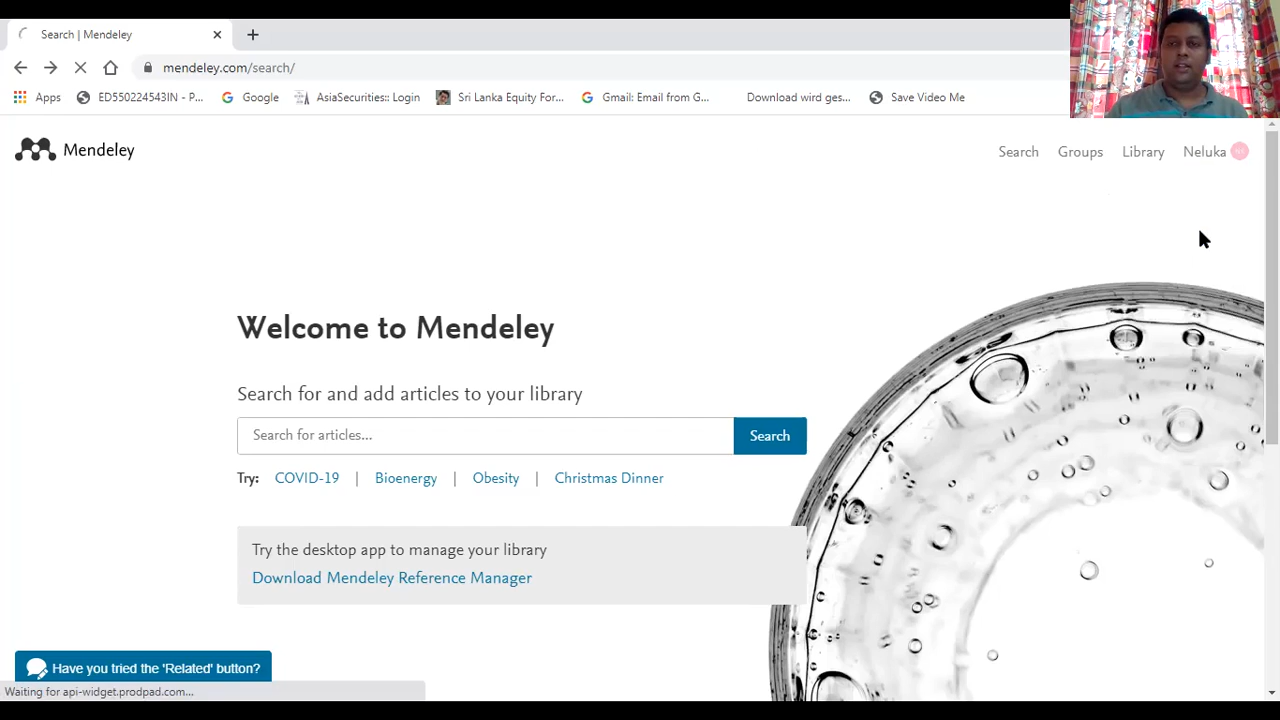 Search | Mendeley
mendeley.com/search/
Apps ED550224543IN - P... Google AsiaSecurities:: Login Sri Lanka Equity For... Gmail: Email from G... Download wird ges... Save Video Me
Mendeley
Search Groups Library Neluka
Welcome to Mendeley
Search for and add articles to your library
Search for articles... Search
Try: COVID-19 | Bioenergy | Obesity | Christmas Dinner
Try the desktop app to manage your library
Download Mendeley Reference Manager
Have you tried the 'Related' button?
Waiting for api-widget.prodpad.com...